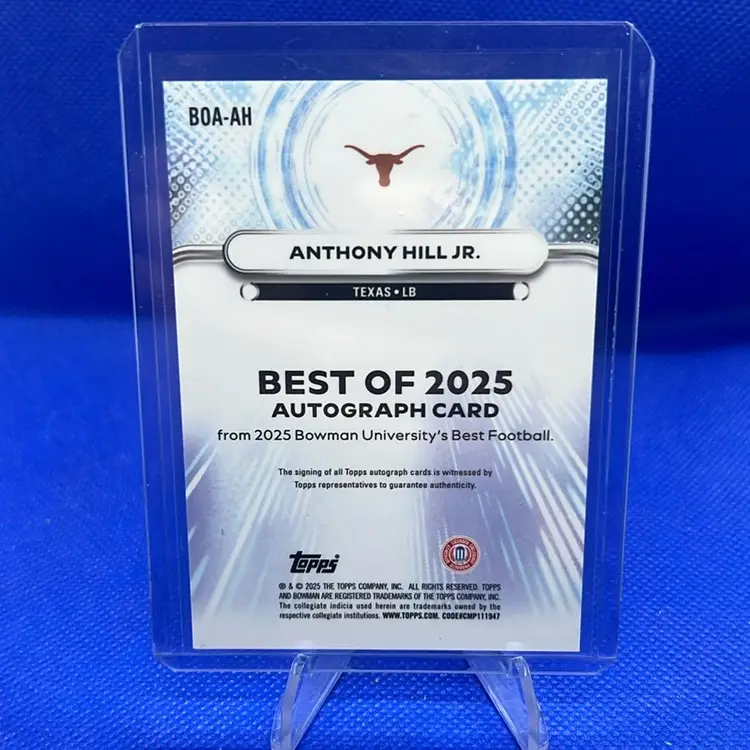 BOA-AH
ANTHONY HILL JR.
TEXAS • LB
BEST OF 2025
AUTOGRAPH CARD
from 2025 Bowman University's Best Football.
The signing of all Topps autograph cards is witnessed by
Topps representatives to guarantee authenticity.
topps
® & © 2025 THE TOPPS COMPANY, INC. ALL RIGHTS RESERVED. TOPPS
AND BOWMAN ARE REGISTERED TRADEMARKS OF THE TOPPS COMPANY, INC.
The collegiate indicia used herein are trademarks owned by the
respective collegiate institutions. WWW.TOPPS.COM. CODE#CMP111947